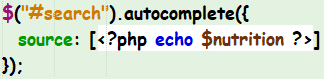 $("#search").autocomplete({
source: [<?php echo $nutrition ?>]
});